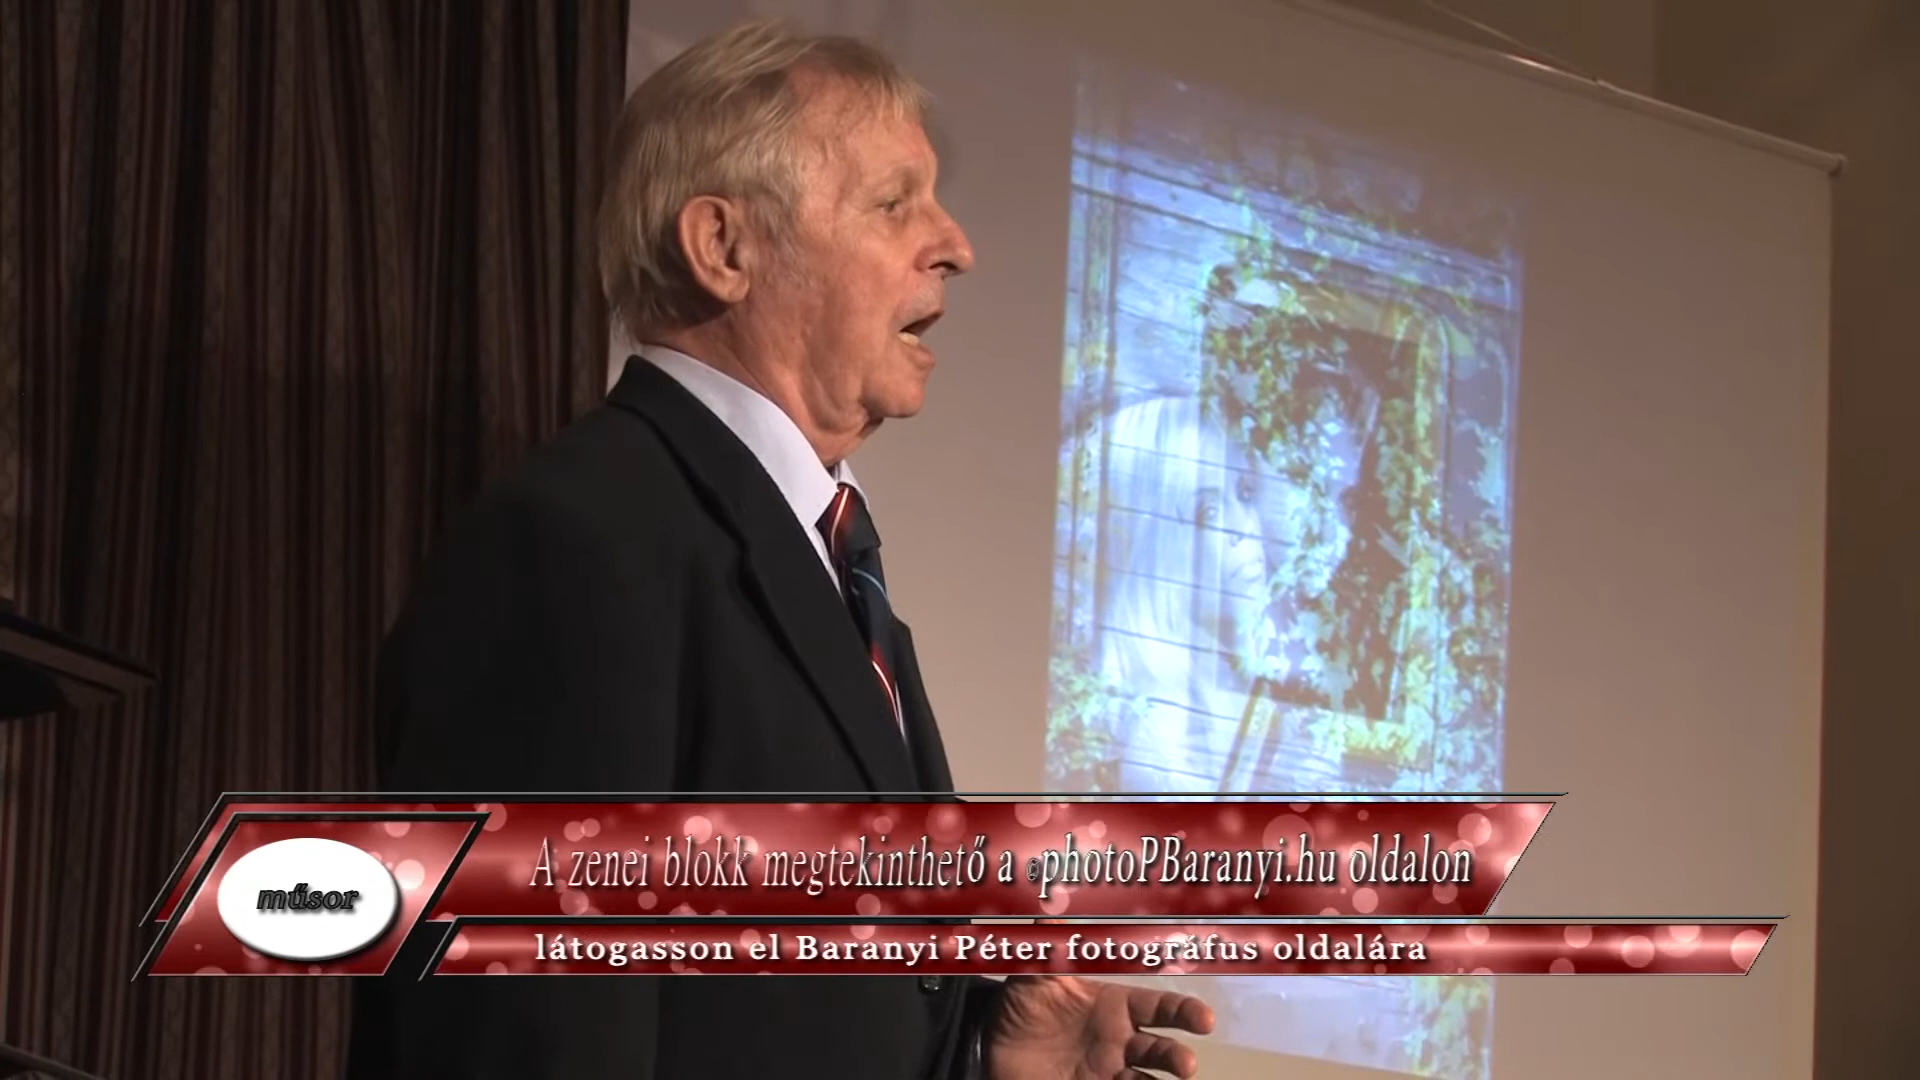 műsor
A zenei blokk megtekinthető a ©photoPBaranyi.hu oldalon
látogasson el Baranyi Péter fotográfus oldalára